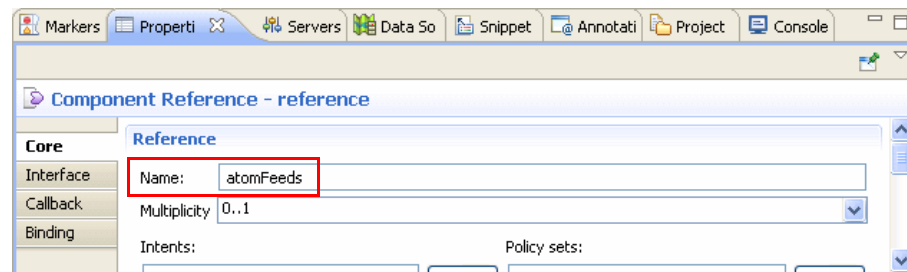 Markers Properti Servers Data So Snippet Annotati Project Console
Component Reference - reference
Core
Reference
Interface
Name: atomFeeds
Callback
Multiplicity 0..1
Binding
Intents: Policy sets: